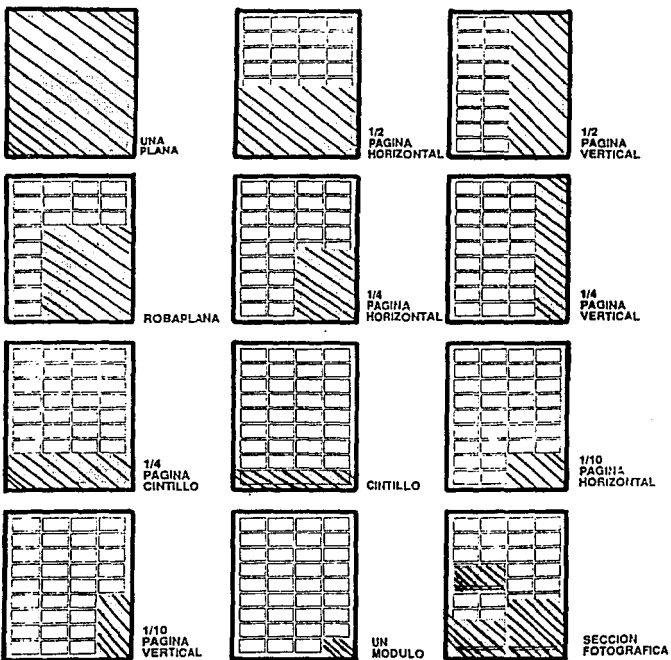 UNA
PLANA
1/2
PAGINA
HORIZONTAL
1/2
PAGINA
VERTICAL
ROBAPLANA
1/4
PAGINA
HORIZONTAL
1/4
PAGINA
VERTICAL
1/4
PAGINA
CINTILLO
CINTILLO
1/10
PAGINA
HORIZONTAL
1/10
PAGINA
VERTICAL
UN
MODULO
SECCION
FOTOGRAFICA